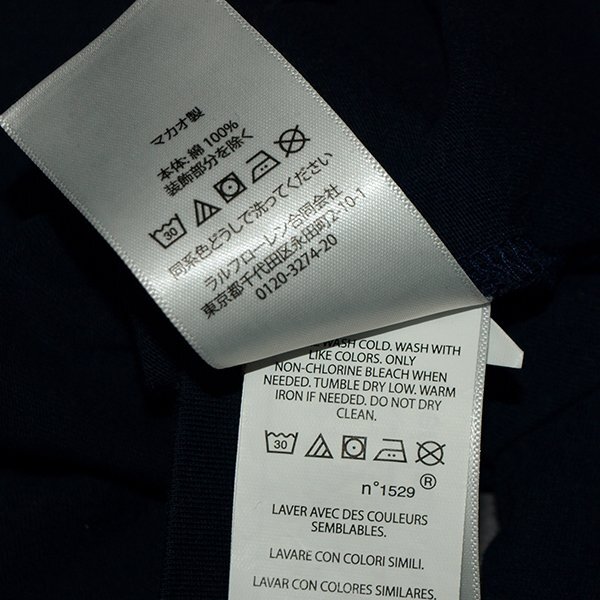 マカオ製
本体: 綿 100%
装飾部分を除く
30
同系色どうしで洗ってください
ラルフローレン合同会社
東京都千代田区永田町2-10-1
0120-3274-20
WASH COLD. WASH WITH
LIKE COLORS. ONLY
NON-CHLORINE BLEACH WHEN
NEEDED. TUMBLE DRY LOW. WARM
IRON IF NEEDED. DO NOT DRY
CLEAN.
30
n°1529 ®
LAVER AVEC DES COULEURS
SEMBLABLES.
LAVARE CON COLORI SIMILI.
LAVAR CON COLORES SIMILARES.